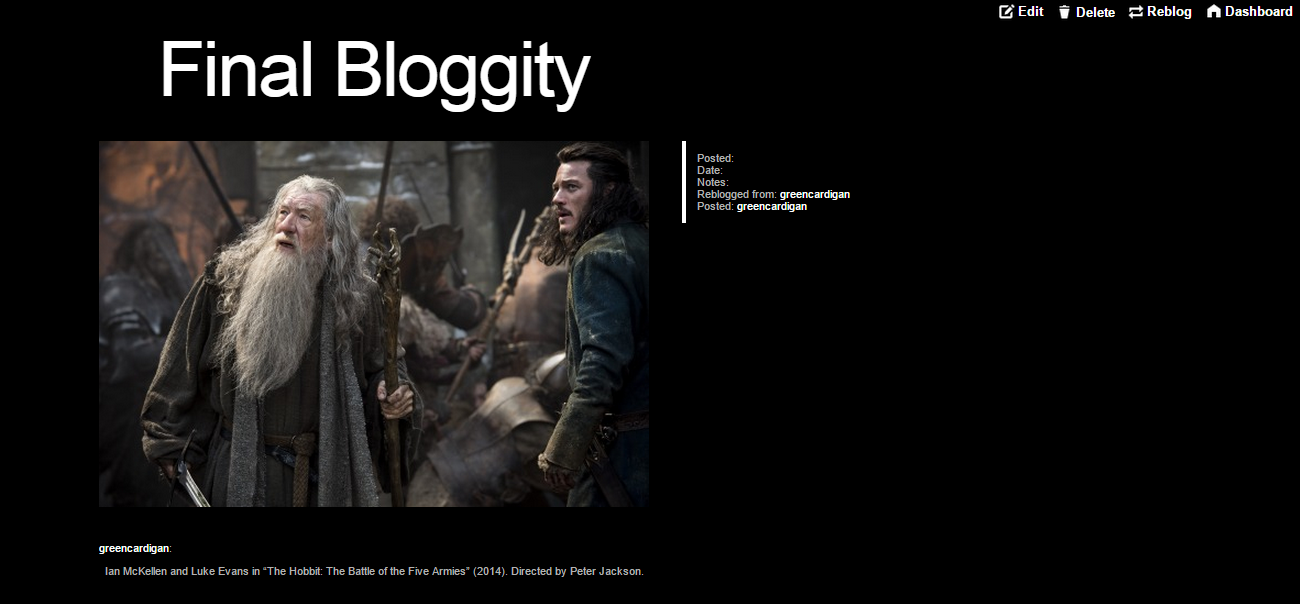 Edit Delete Reblog Dashboard
Final Bloggity
Posted:
Date:
Notes:
Reblogged from: greencardigan
Posted: greencardigan
greencardigan:
Ian McKellen and Luke Evans in “The Hobbit: The Battle of the Five Armies” (2014). Directed by Peter Jackson.